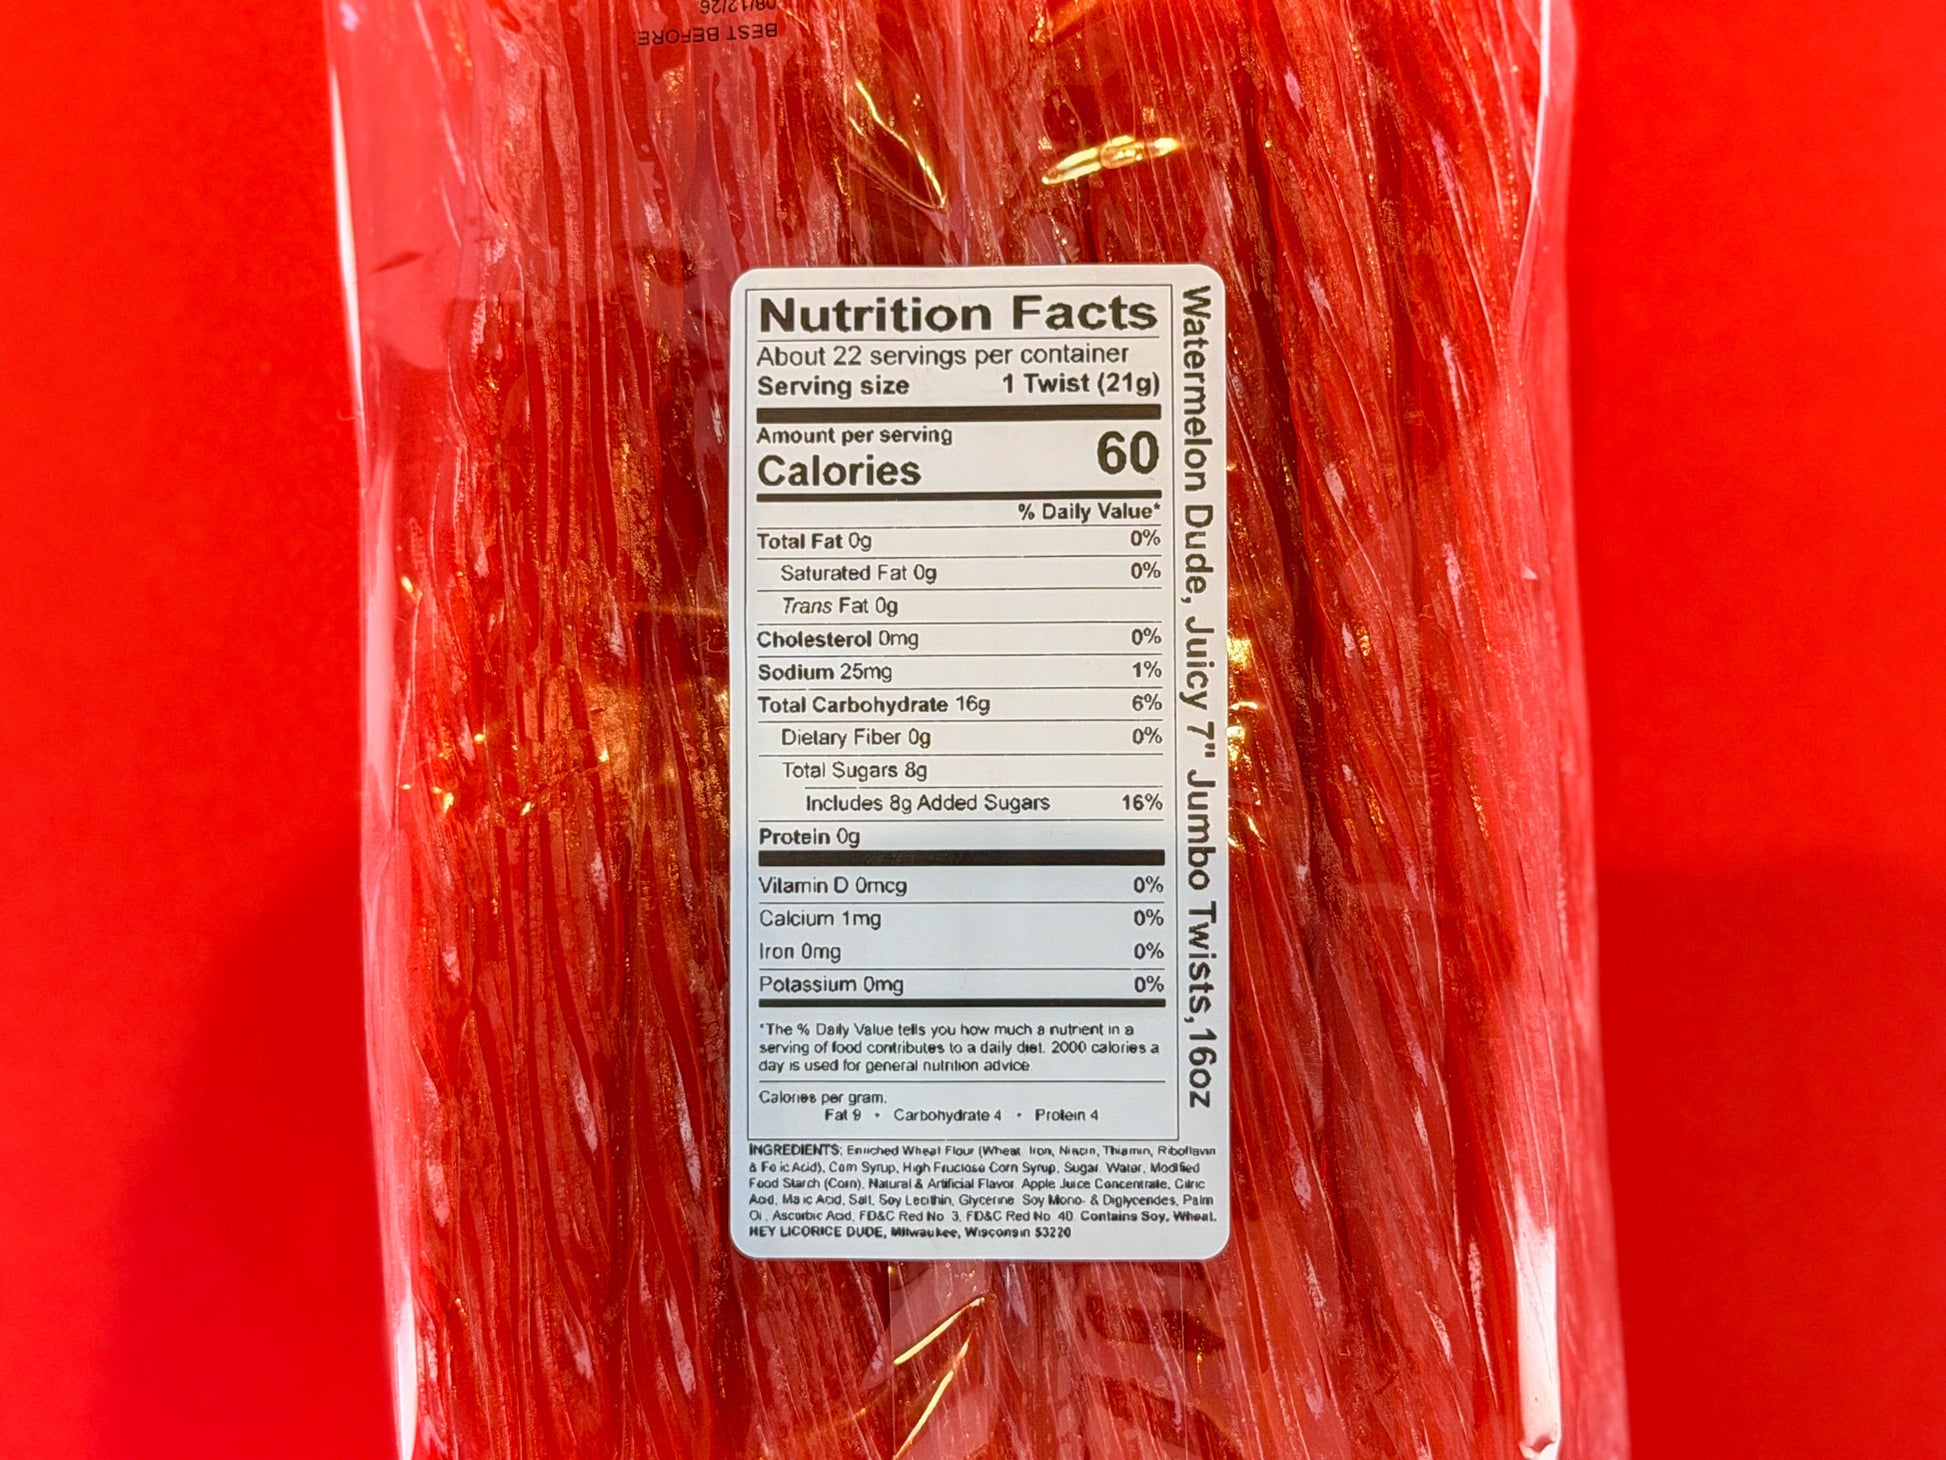 BEST BEFORE
08/12/26
Nutrition Facts
About 22 servings per container
Serving size 1 Twist (21g)
Amount per serving
Calories 60
% Daily Value*
Total Fat 0g 0%
Saturated Fat 0g 0%
Trans Fat 0g
Cholesterol 0mg 0%
Sodium 25mg 1%
Total Carbohydrate 16g 6%
Dietary Fiber 0g 0%
Total Sugars 8g
Includes 8g Added Sugars 16%
Protein 0g
Vitamin D 0mcg 0%
Calcium 1mg 0%
Iron 0mg 0%
Potassium 0mg 0%
*The % Daily Value tells you how much a nutrient in a
serving of food contributes to a daily diet. 2000 calories a
day is used for general nutrition advice.
Calories per gram.
Fat 9 • Carbohydrate 4 • Protein 4
INGREDIENTS: Enriched Wheat Flour (Wheat, Iron, Niacin, Thiamin, Riboflavin
& Folic Acid), Corn Syrup, High Fructose Corn Syrup, Sugar, Water, Modified
Food Starch (Corn), Natural & Artificial Flavor, Apple Juice Concentrate, Citric
Acid, Malic Acid, Salt, Soy Lecithin, Glycerine, Soy Mono- & Diglycerides, Palm
Oil, Ascorbic Acid, FD&C Red No. 3, FD&C Red No. 40. Contains Soy, Wheat.
HEY LICORICE DUDE, Milwaukee, Wisconsin 53220
Watermelon Dude, Juicy 7" Jumbo Twists,16oz